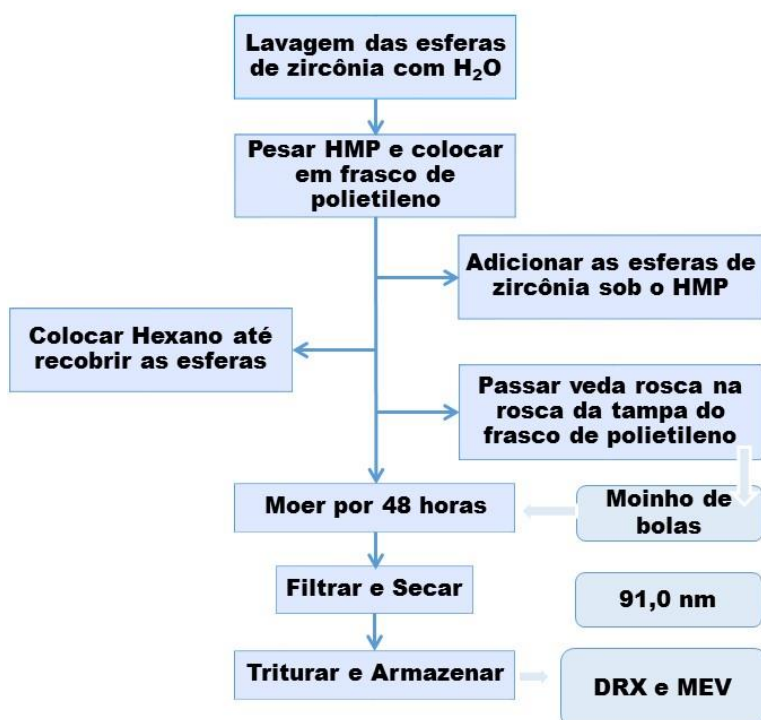 Lavagem das esferas
de zircônia com H₂O
Pesar HMP e colocar
em frasco de
polietileno
Adicionar as esferas de
zircônia sob o HMP
Colocar Hexano até
recobrir as esferas
Passar veda rosca na
rosca da tampa do
frasco de polietileno
Moer por 48 horas
Moinho de
bolas
Filtrar e Secar
91,0 nm
Triturar e Armazenar
DRX e MEV